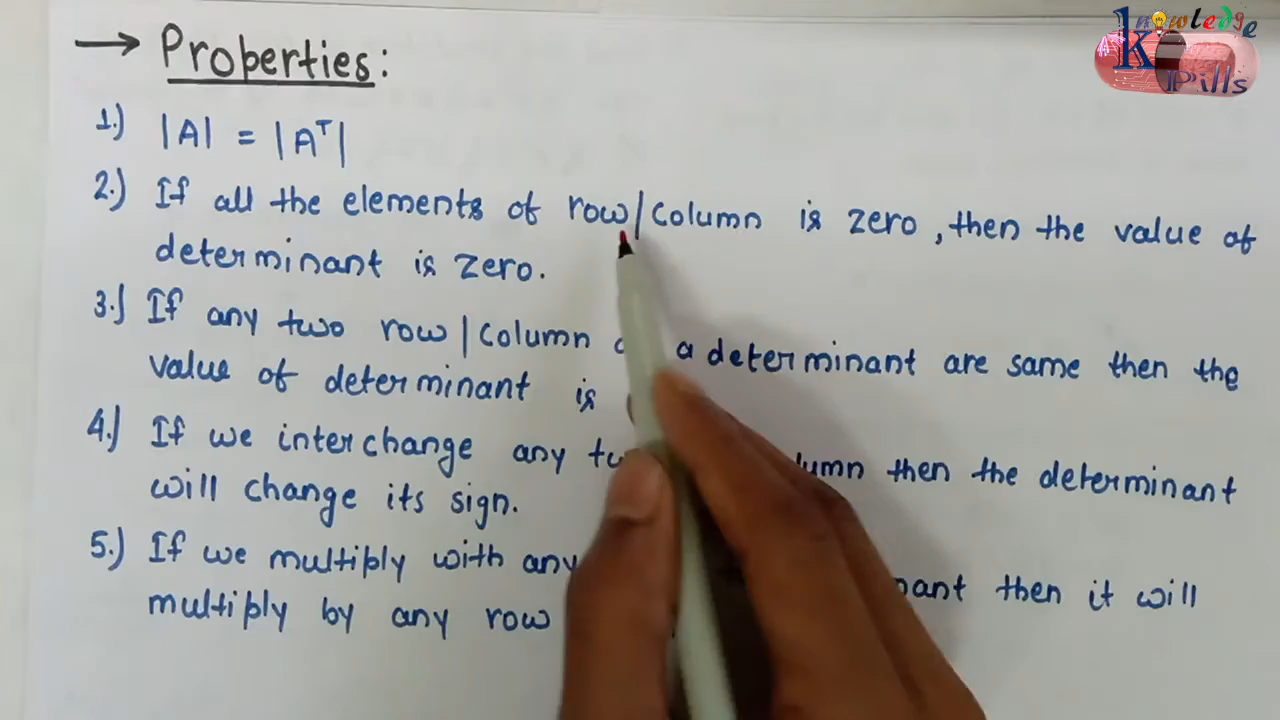 → Properties:
1.) |A| = |Aᵀ|
2.) If all the elements of row/column is zero, then the value of
determinant is zero.
3.) If any two row/column a determinant are same then the
value of determinant is
4.) If we interchange any then the determinant
will change its sign.
5.) If we multiply with any then it will
multiply by any row
Knowledge
Pills